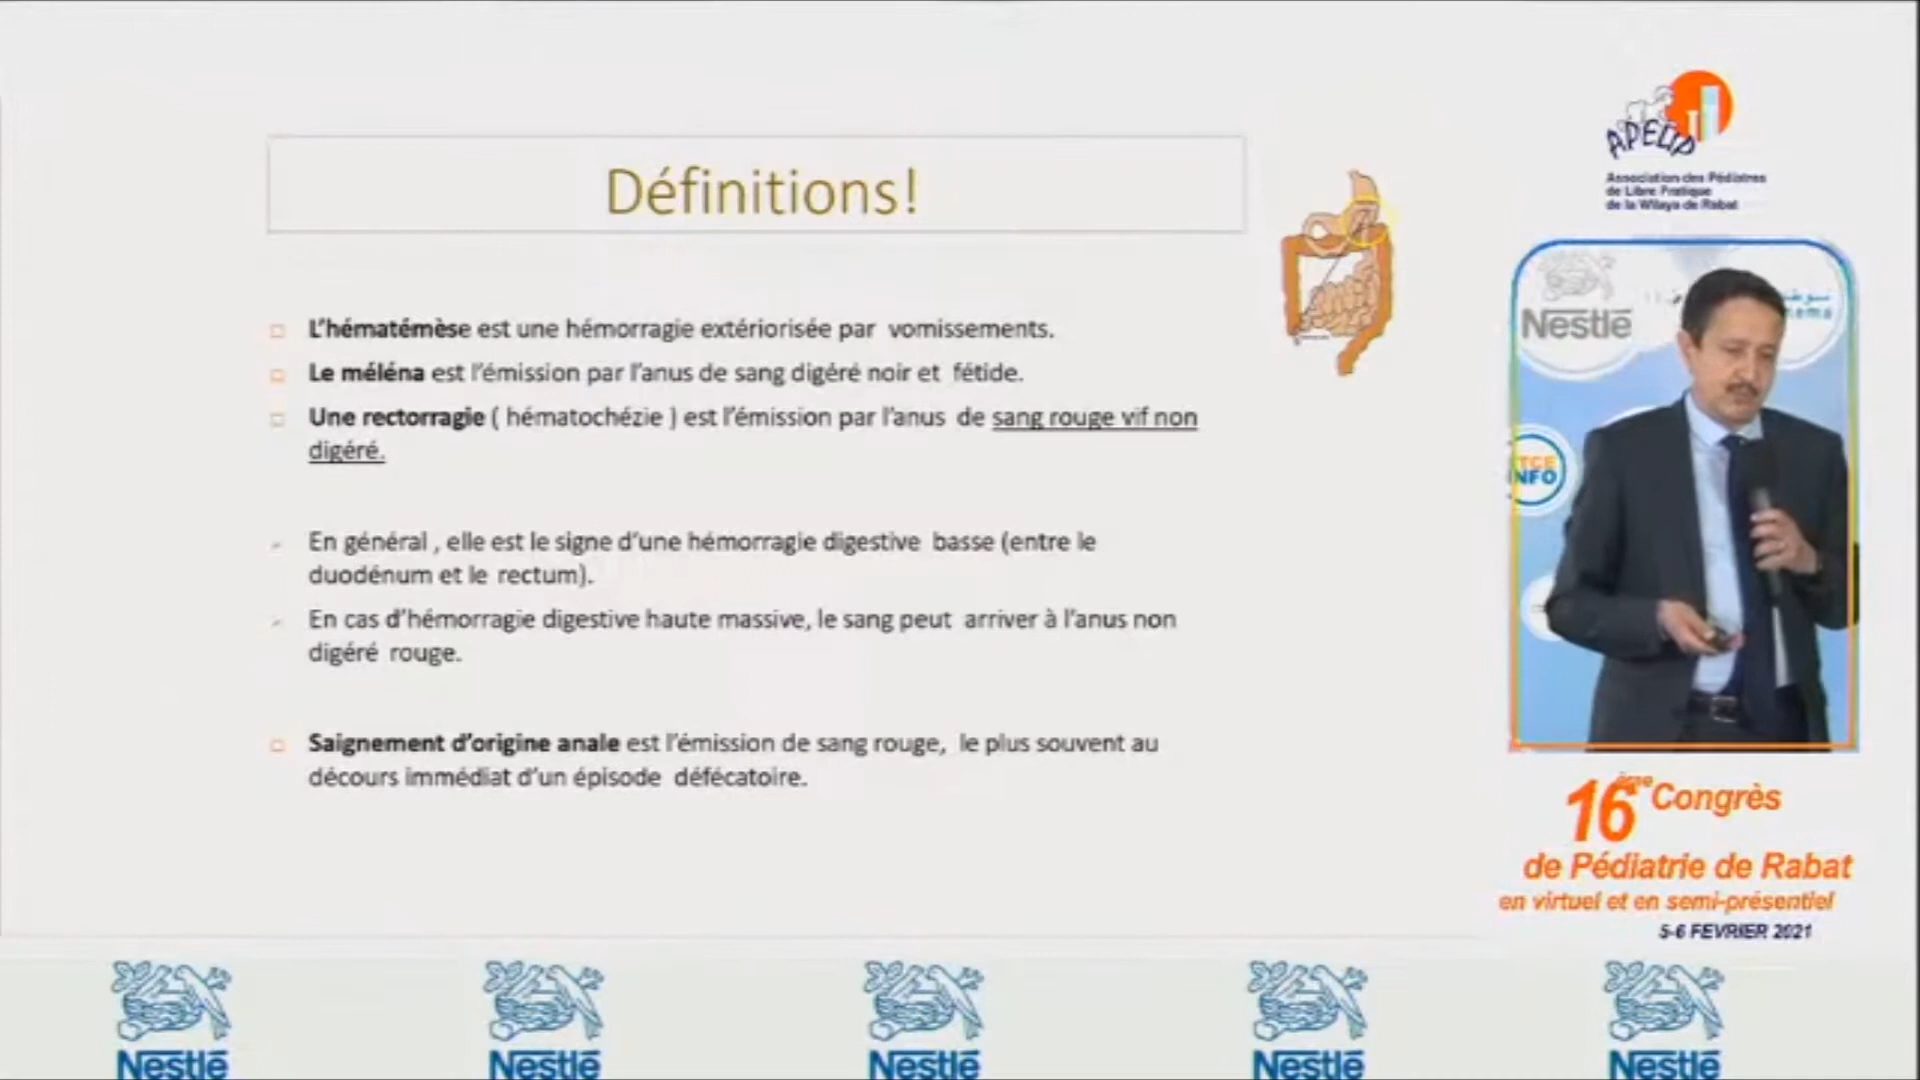 Définitions!
L'hématémèse est une hémorragie extériorisée par vomissements.
Le méléna est l'émission par l'anus de sang digéré noir et fétide.
Une rectorragie ( hématochézie ) est l'émission par l'anus de sang rouge vif non
digéré.
En général , elle est le signe d'une hémorragie digestive basse (entre le
duodénum et le rectum).
En cas d'hémorragie digestive haute massive, le sang peut arriver à l'anus non
digéré rouge.
Saignement d'origine anale est l'émission de sang rouge, le plus souvent au
décours immédiat d'un épisode défécatoire.
Association des Pédiatres
de Libre Pratique
de la Wilaya de Rabat
Nestlé
INFO
16ème Congrès
de Pédiatrie de Rabat
en virtuel et en semi-présentiel
5-6 FEVRIER 2021
Nestlé Nestlé Nestlé Nestlé Nestlé